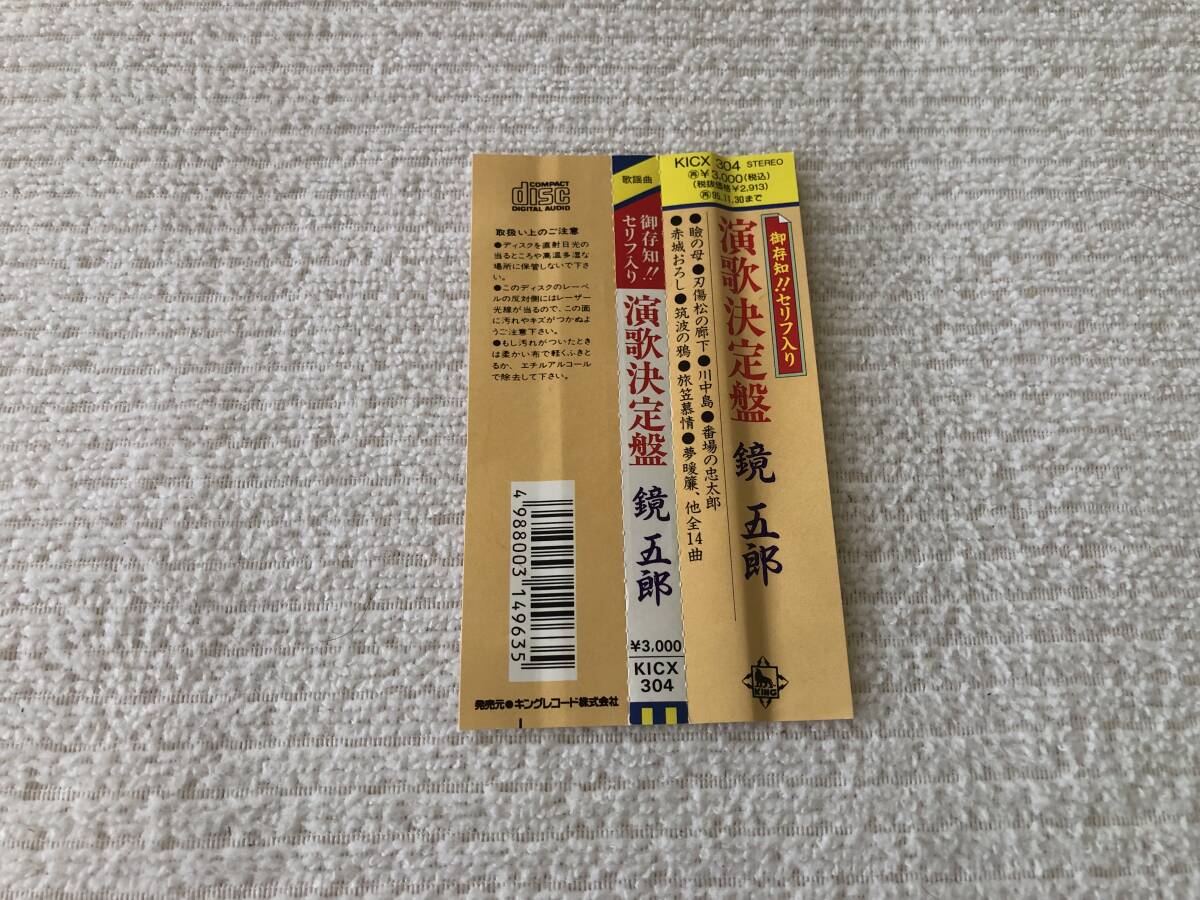 COMPACT
disc
DIGITAL AUDIO
取扱い上のご注意
●ディスクを直射日光の
当るところや高温多湿な
場所に保管しないで下さ
い。
●このディスクのレーベ
ルの反対側にはレーザー
光線が当るので、この面
に汚れやキズがつかぬよ
うご注意下さい。
●もし汚れがついたとき
は柔かい布で軽くふきと
るか、エチルアルコール
で除去して下さい。
4 988003 149635
発売元●キングレコード株式会社
歌謡曲
御存知!!
セリフ入り
演歌決定盤
鏡 五郎
¥3,000
KICX
304
KICX 304 STEREO
㊢¥3,000(税込)
(税抜価格¥2,913)
㊢95.11.30まで
御存知!!セリフ入り
演歌決定盤 鏡 五郎
●瞼の母●刃傷松の廊下●川中島●番場の忠太郎
●赤城おろし●筑波の鴉●旅笠慕情●夢暖簾、他全14曲
KING